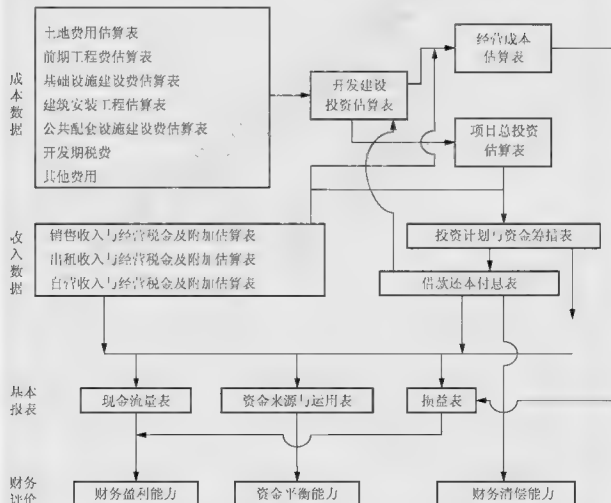 成本数据
土地费用估算表
前期工程费估算表
基础设施建设费估算表
建筑安装工程估算表
公共配套设施建设费估算表
开发期税费
其他费用
开发建设
投资估算表
经营成本
估算表
项目总投资
估算表
收入数据
销售收入与经营税金及附加估算表
出租收入与经营税金及附加估算表
自营收入与经营税金及附加估算表
投资计划与资金筹措表
借款还本付息表
基本
报表
现金流量表
资金来源与运用表
损益表
财务
评价
财务盈利能力
资金平衡能力
财务清偿能力